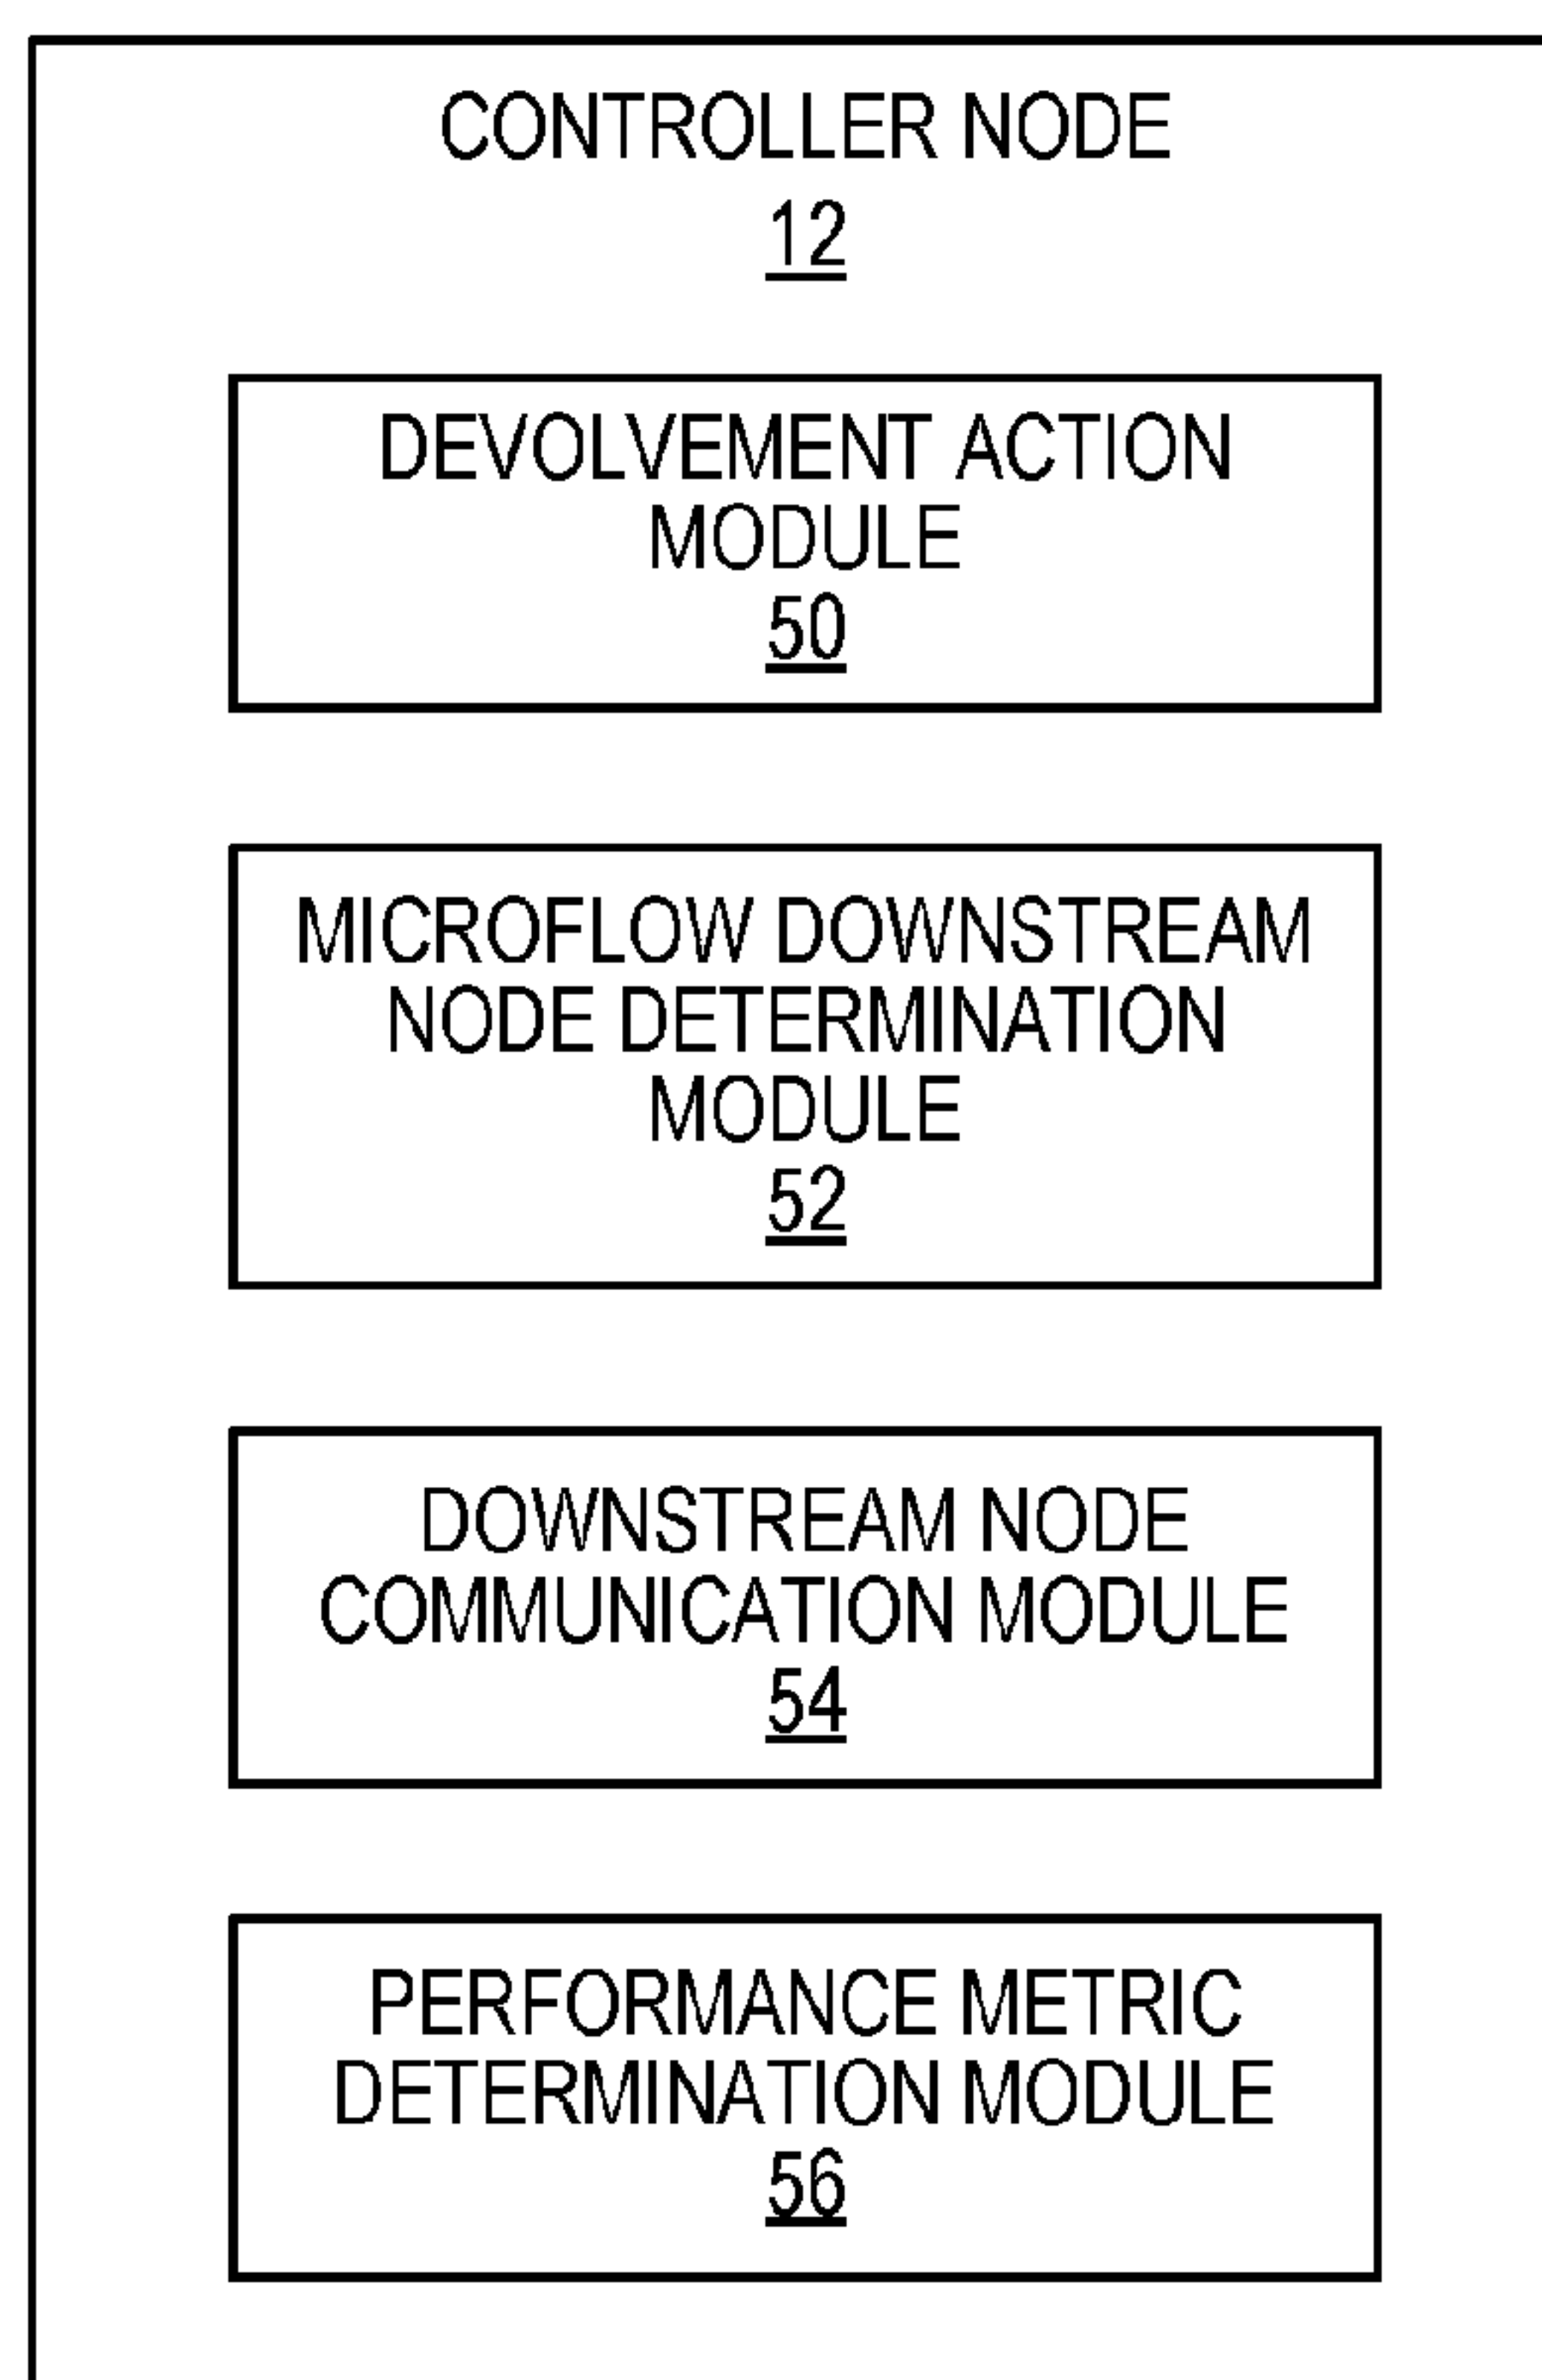 CONTROLLER NODE
12
DEVOLVEMENT ACTION
MODULE
50
MICROFLOW DOWNSTREAM
NODE DETERMINATION
MODULE
52
DOWNSTREAM NODE
COMMUNICATION MODULE
54
PERFORMANCE METRIC
DETERMINATION MODULE
56